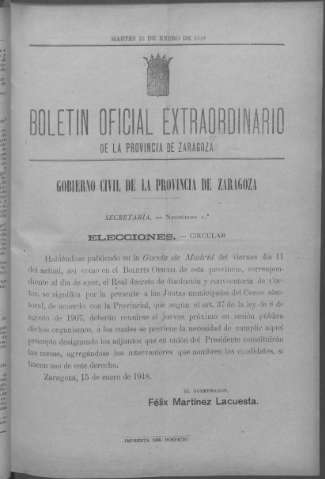 MARTES 15 DE ENERO DE 1918
BOLETIN OFICIAL EXTRAORDINARIO
DE LA PROVINCIA DE ZARAGOZA
GOBIERNO CIVIL DE LA PROVINCIA DE ZARAGOZA
SECRETARÍA. — Negociado 1.º
ELECCIONES. — CIRCULAR
Habiéndose publicado en la Gaceta de Madrid del viernes día 11
del actual, así como en el BOLETÍN OFICIAL de esta provincia, correspon-
diente al día de ayer, el Real decreto de disolución y convocatoria de
se significa por la presente a las Juntas municipales del Censo elec-
toral, de acuerdo con la Provincial, que según el art. 37 de la ley de 8
de agosto de 1907, deberán reunirse el jueves próximo en sesión pública
dichos organismos, a los cuales se previene la necesidad de cumplir aquel
precepto designando los adjuntos que en unión del Presidente constituirán
las mesas, agregándose los interventores que nombren los candidatos, si
hacen uso de este derecho.
Zaragoza, 15 de enero de 1918.
EL GOBERNADOR,
Félix Martínez Lacuesta.
IMPRENTA DEL HOSPICIO